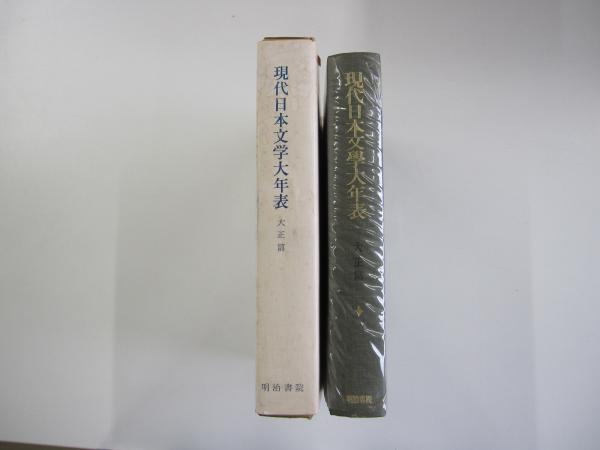 現代日本文学大年表
大正篇
明治書院
現代日本文學大年表
大正篇
明治書院